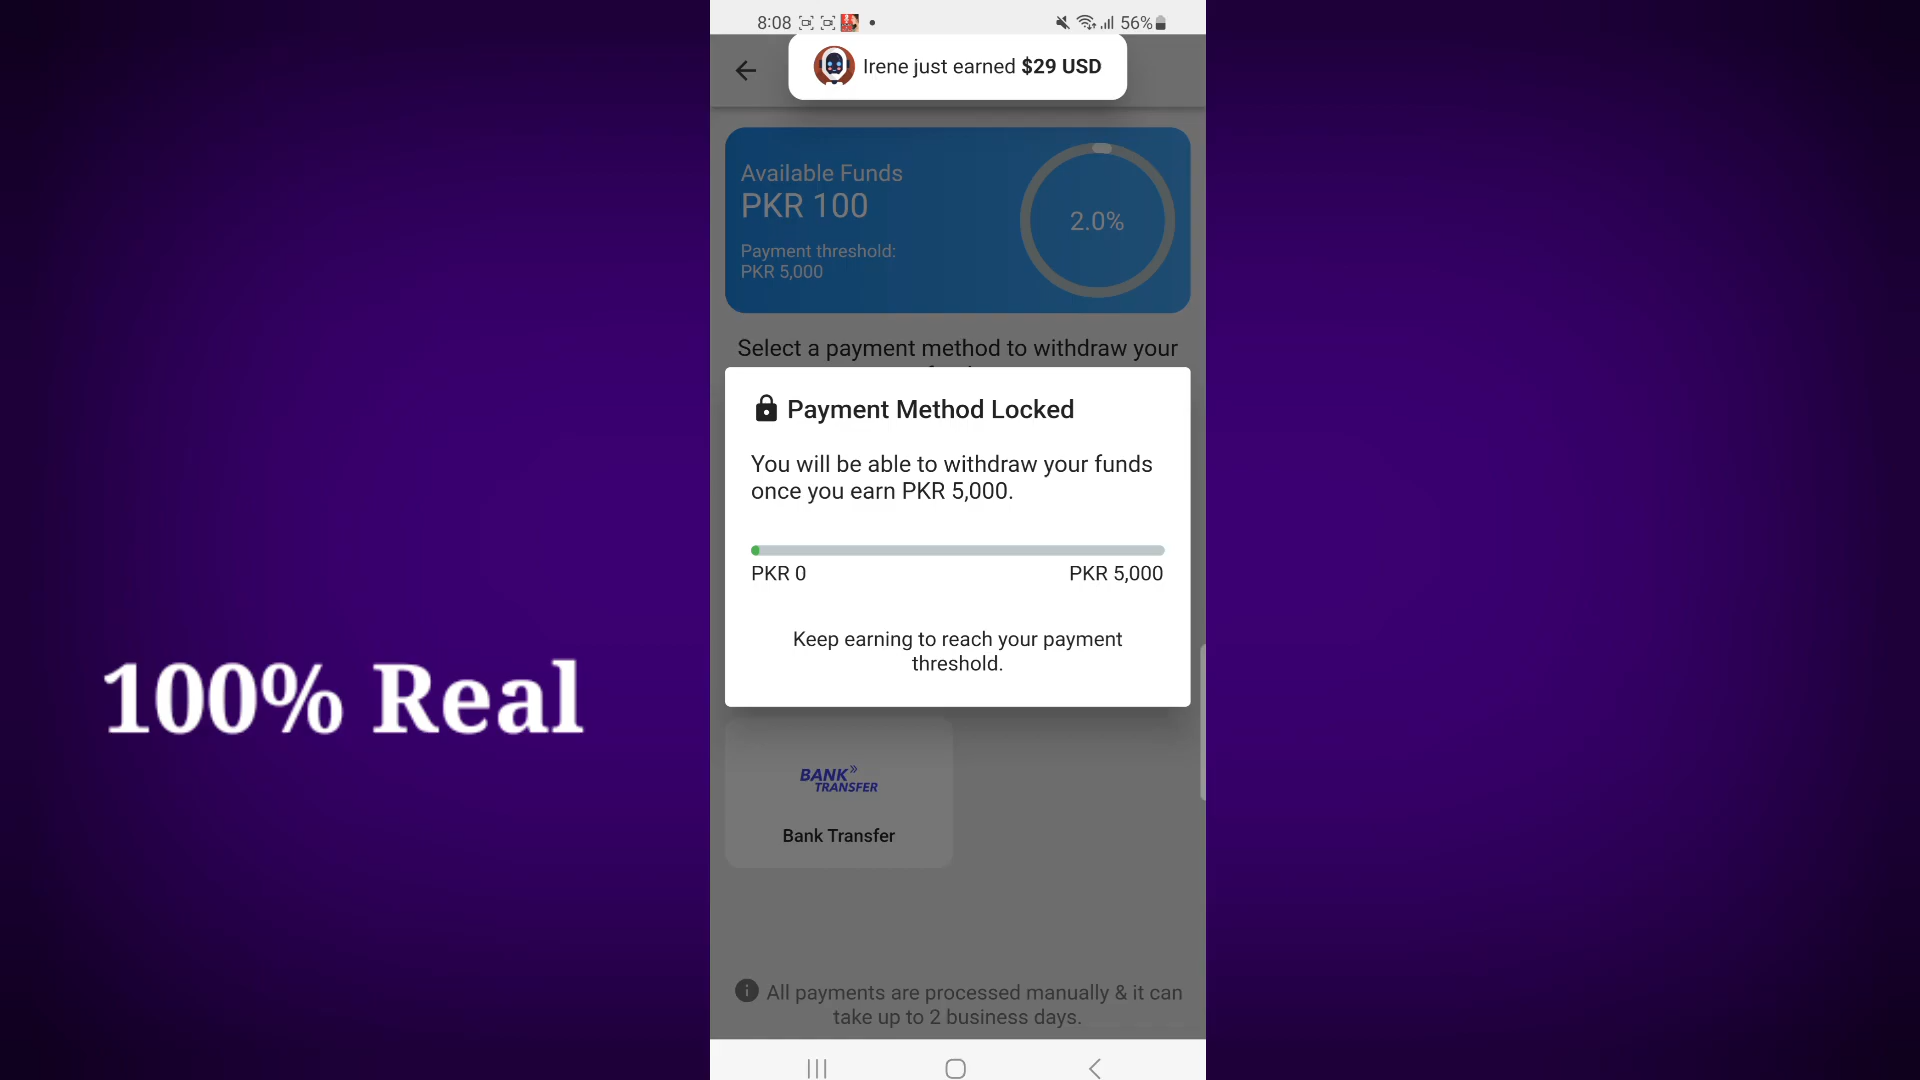 8:08
56%
Irene just earned $29 USD
Available Funds
PKR 100
2.0%
Payment threshold:
PKR 5,000
Select a payment method to withdraw your
Payment Method Locked
You will be able to withdraw your funds
once you earn PKR 5,000.
PKR 0
PKR 5,000
Keep earning to reach your payment
threshold.
100% Real
BANK
TRANSFER
Bank Transfer
All payments are processed manually & it can
take up to 2 business days.